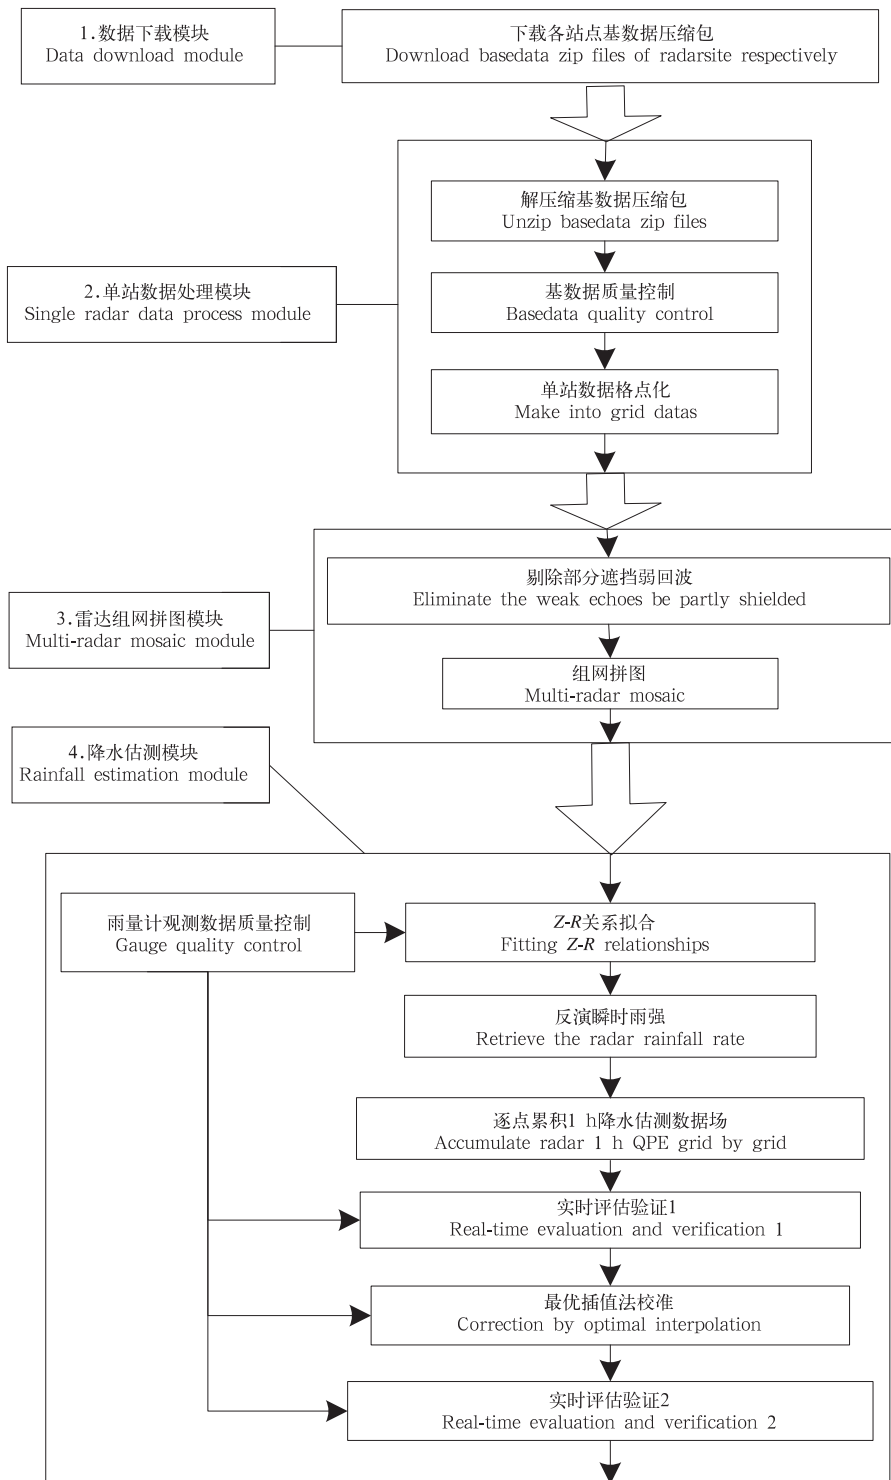 1.数据下载模块
Data download module
下载各站点基数据压缩包
Download basedata zip files of radarsite respectively
解压缩基数据压缩包
Unzip basedata zip files
2.单站数据处理模块
Single radar data process module
基数据质量控制
Basedata quality control
单站数据格点化
Make into grid datas
剔除部分遮挡弱回波
Eliminate the weak echoes be partly shielded
3.雷达组网拼图模块
Multi-radar mosaic module
组网拼图
Multi-radar mosaic
4.降水估测模块
Rainfall estimation module
雨量计观测数据质量控制
Gauge quality control
Z-R关系拟合
Fitting Z-R relationships
反演瞬时雨强
Retrieve the radar rainfall rate
逐点累积1 h降水估测数据场
Accumulate radar 1 h QPE grid by grid
实时评估验证1
Real-time evaluation and verification 1
最优插值法校准
Correction by optimal interpolation
实时评估验证2
Real-time evaluation and verification 2